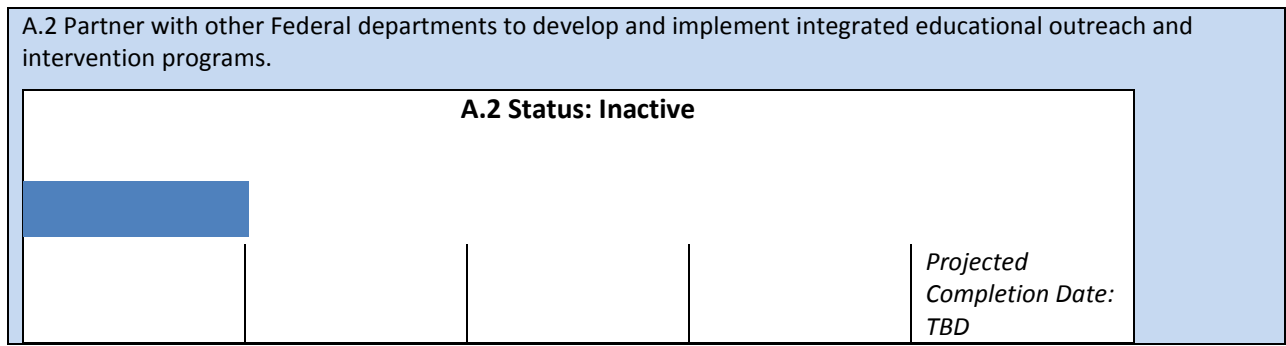 A.2 Partner with other Federal departments to develop and implement integrated educational outreach and
intervention programs.
A.2 Status: Inactive
Projected
Completion Date:
TBD